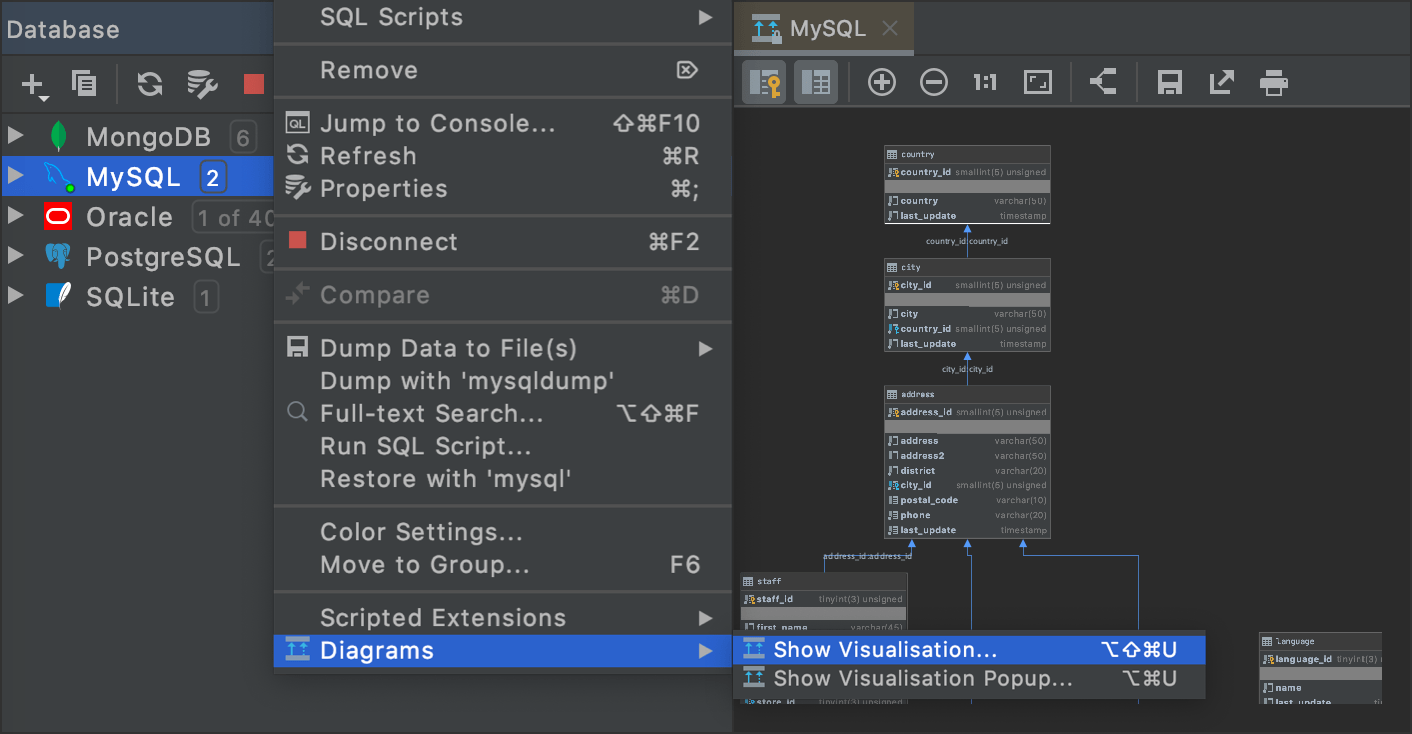 Database
MongoDB 6
MySQL 2
Oracle 1 of 40
PostgreSQL 2
SQLite 1
SQL Scripts
Remove
Jump to Console... ⇧⌘F10
Refresh ⌘R
Properties ⌘;
Disconnect ⌘F2
Compare ⌘D
Dump Data to File(s)
Dump with 'mysqldump'
Full-text Search... ⌥⇧⌘F
Run SQL Script...
Restore with 'mysql'
Color Settings...
Move to Group... F6
Scripted Extensions
Diagrams
Show Visualisation... ⌥⇧⌘U
Show Visualisation Popup... ⌥⌘U
MySQL
1:1
country
country_id smallint(5) unsigned
country varchar(50)
last_update timestamp
country_id:country_id
city
city_id smallint(5) unsigned
city varchar(50)
country_id smallint(5) unsigned
last_update timestamp
city_id:city_id
address
address_id smallint(5) unsigned
address varchar(50)
address2 varchar(50)
district varchar(20)
city_id smallint(5) unsigned
postal_code varchar(10)
phone varchar(20)
last_update timestamp
address_id:address_id
staff
staff_id tinyint(3) unsigned
first_name varchar(45)
store_id tinyint(3) unsigned
language
language_id tinyint(3)
name
last_update